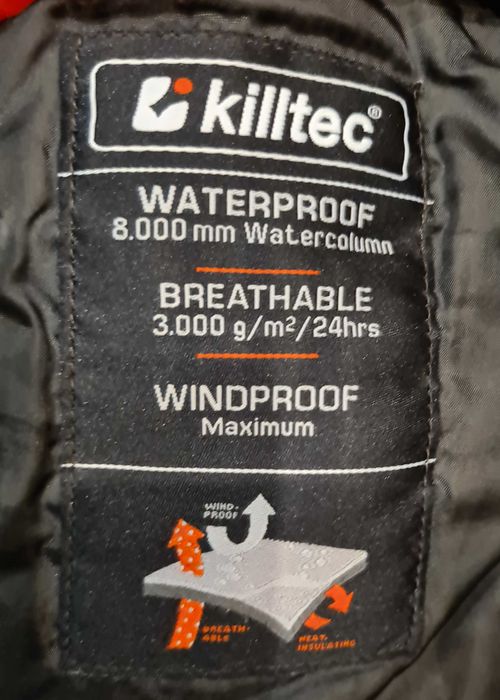 killtec®
WATERPROOF
8.000 mm Watercolumn
BREATHABLE
3.000 g/m²/24hrs
WINDPROOF
Maximum
WIND-
PROOF
BREATH-
ABLE
HEAT-
INSULATING